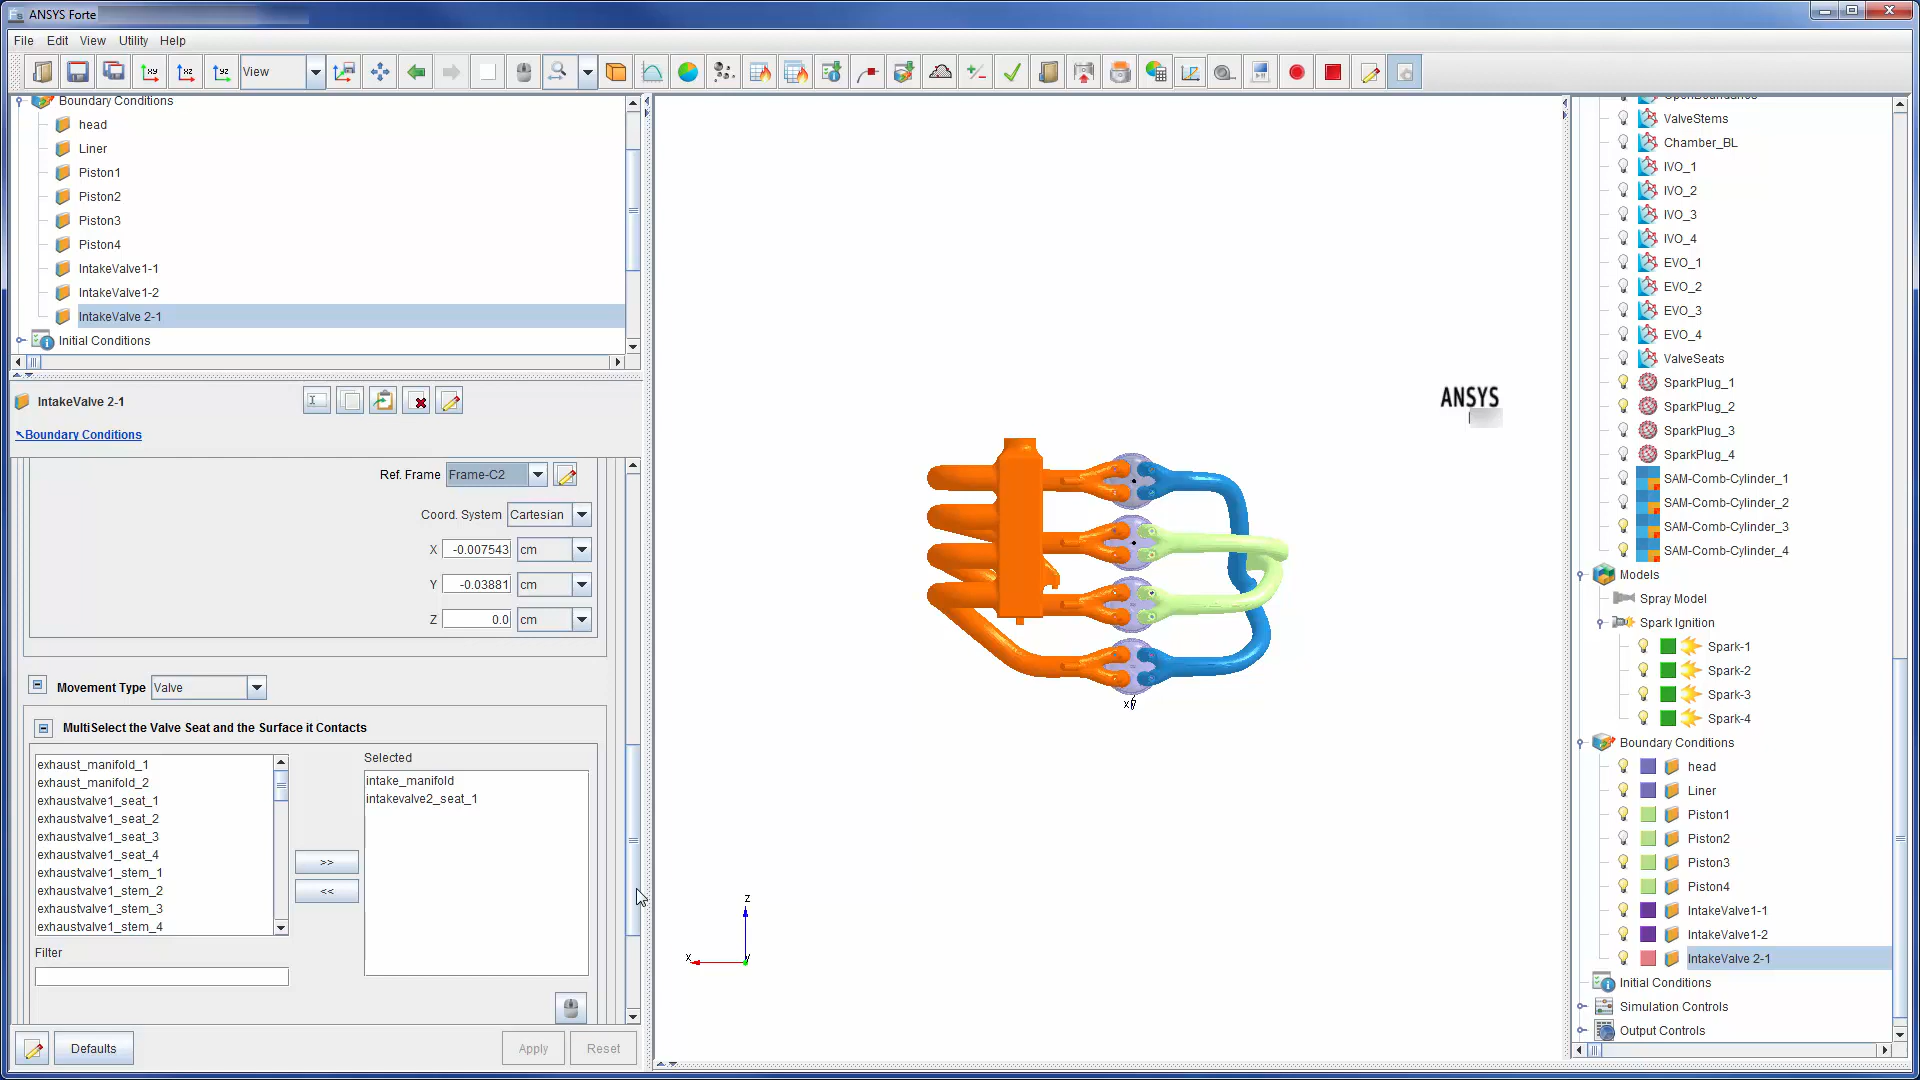 ANSYS Forte
File Edit View Utility Help
View
Boundary Conditions
head
Liner
Piston1
Piston2
Piston3
Piston4
IntakeValve1-1
IntakeValve1-2
IntakeValve 2-1
Initial Conditions
IntakeValve 2-1
Boundary Conditions
Ref. Frame Frame-C2
Coord. System Cartesian
X -0.007543 cm
Y -0.03881 cm
Z 0.0 cm
Movement Type Valve
MultiSelect the Valve Seat and the Surface it Contacts
exhaust_manifold_1
exhaust_manifold_2
exhaustvalve1_seat_1
exhaustvalve1_seat_2
exhaustvalve1_seat_3
exhaustvalve1_seat_4
exhaustvalve1_stem_1
exhaustvalve1_stem_2
exhaustvalve1_stem_3
exhaustvalve1_stem_4
>>
<<
Selected
intake_manifold
intakevalve2_seat_1
Filter
Defaults
Apply Reset
ANSYS
z
x
ValveStems
Chamber_BL
IVO_1
IVO_2
IVO_3
IVO_4
EVO_1
EVO_2
EVO_3
EVO_4
ValveSeats
SparkPlug_1
SparkPlug_2
SparkPlug_3
SparkPlug_4
SAM-Comb-Cylinder_1
SAM-Comb-Cylinder_2
SAM-Comb-Cylinder_3
SAM-Comb-Cylinder_4
Models
Spray Model
Spark Ignition
Spark-1
Spark-2
Spark-3
Spark-4
Boundary Conditions
head
Liner
Piston1
Piston2
Piston3
Piston4
IntakeValve1-1
IntakeValve1-2
IntakeValve 2-1
Initial Conditions
Simulation Controls
Output Controls